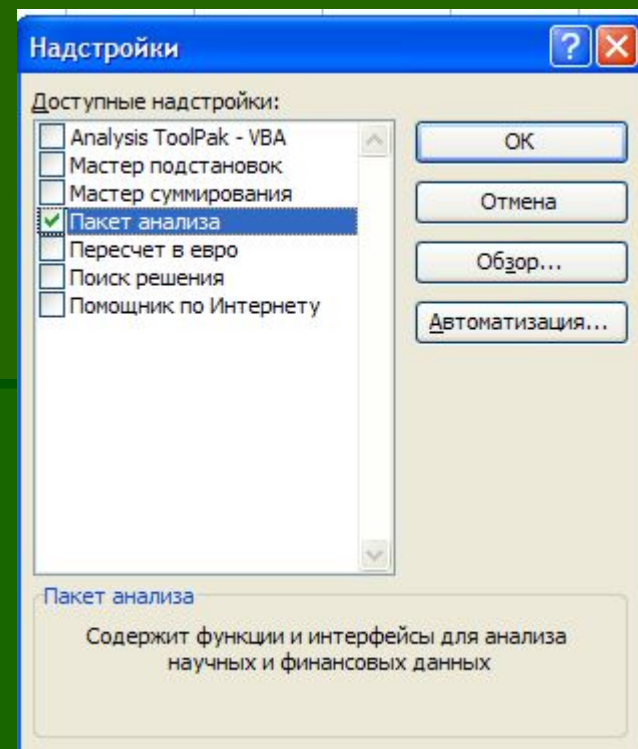 Надстройки
Доступные надстройки:
Analysis ToolPak - VBA
Мастер подстановок
Мастер суммирования
Пакет анализа
Пересчет в евро
Поиск решения
Помощник по Интернету
ОК
Отмена
Обзор...
Автоматизация...
Пакет анализа
Содержит функции и интерфейсы для анализа
научных и финансовых данных